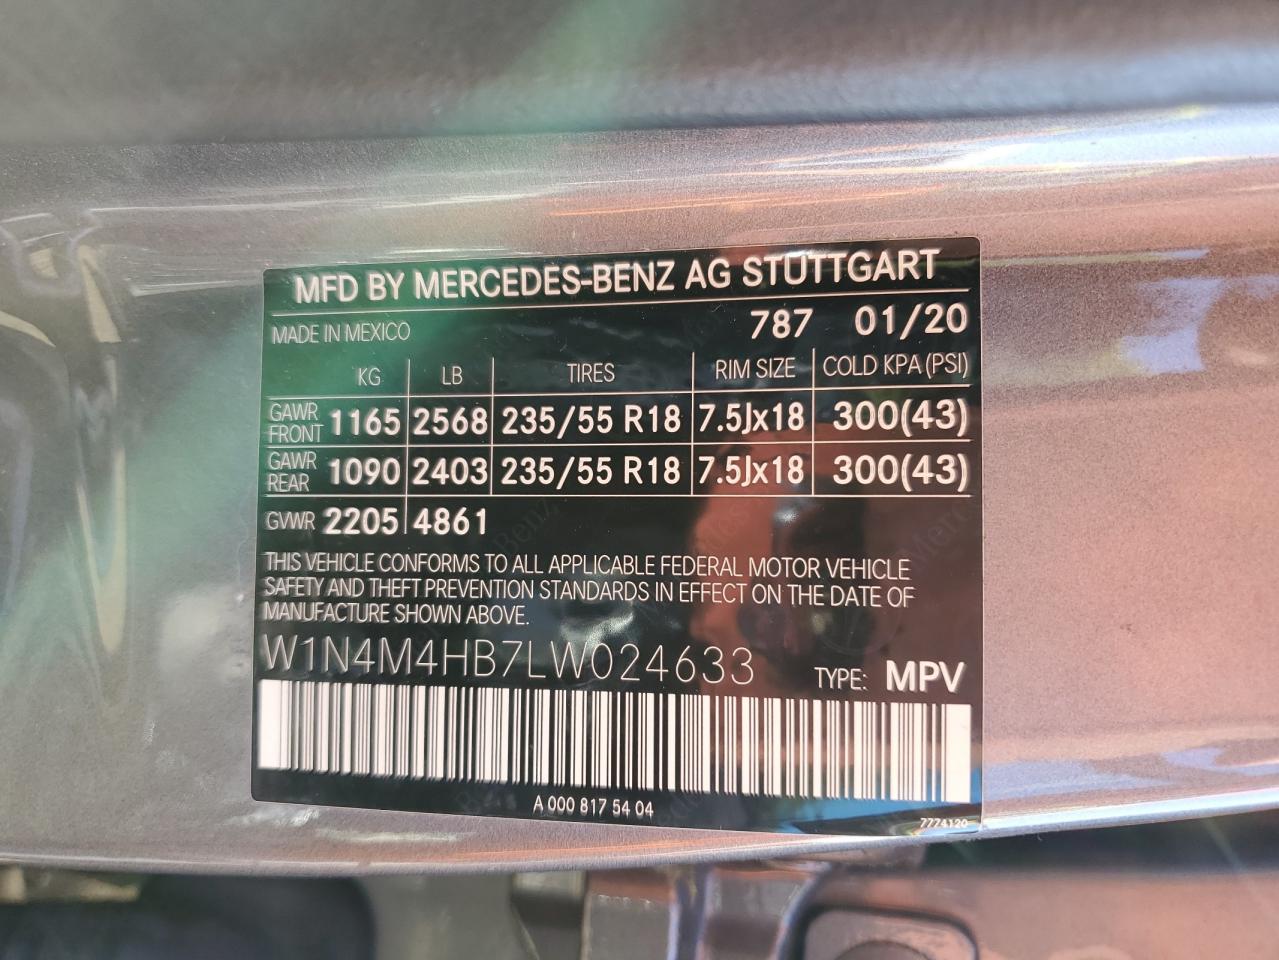 MFD BY MERCEDES-BENZ AG STUTTGART
MADE IN MEXICO 787 01/20
KG LB TIRES RIM SIZE COLD KPA (PSI)
GAWR FRONT 1165 2568 235/55 R18 7.5Jx18 300(43)
GAWR REAR 1090 2403 235/55 R18 7.5Jx18 300(43)
GVWR 2205 4861
THIS VEHICLE CONFORMS TO ALL APPLICABLE FEDERAL MOTOR VEHICLE
SAFETY AND THEFT PREVENTION STANDARDS IN EFFECT ON THE DATE OF
MANUFACTURE SHOWN ABOVE.
W1N4M4HB7LW024633 TYPE: MPV
A 000 817 54 04
7774120